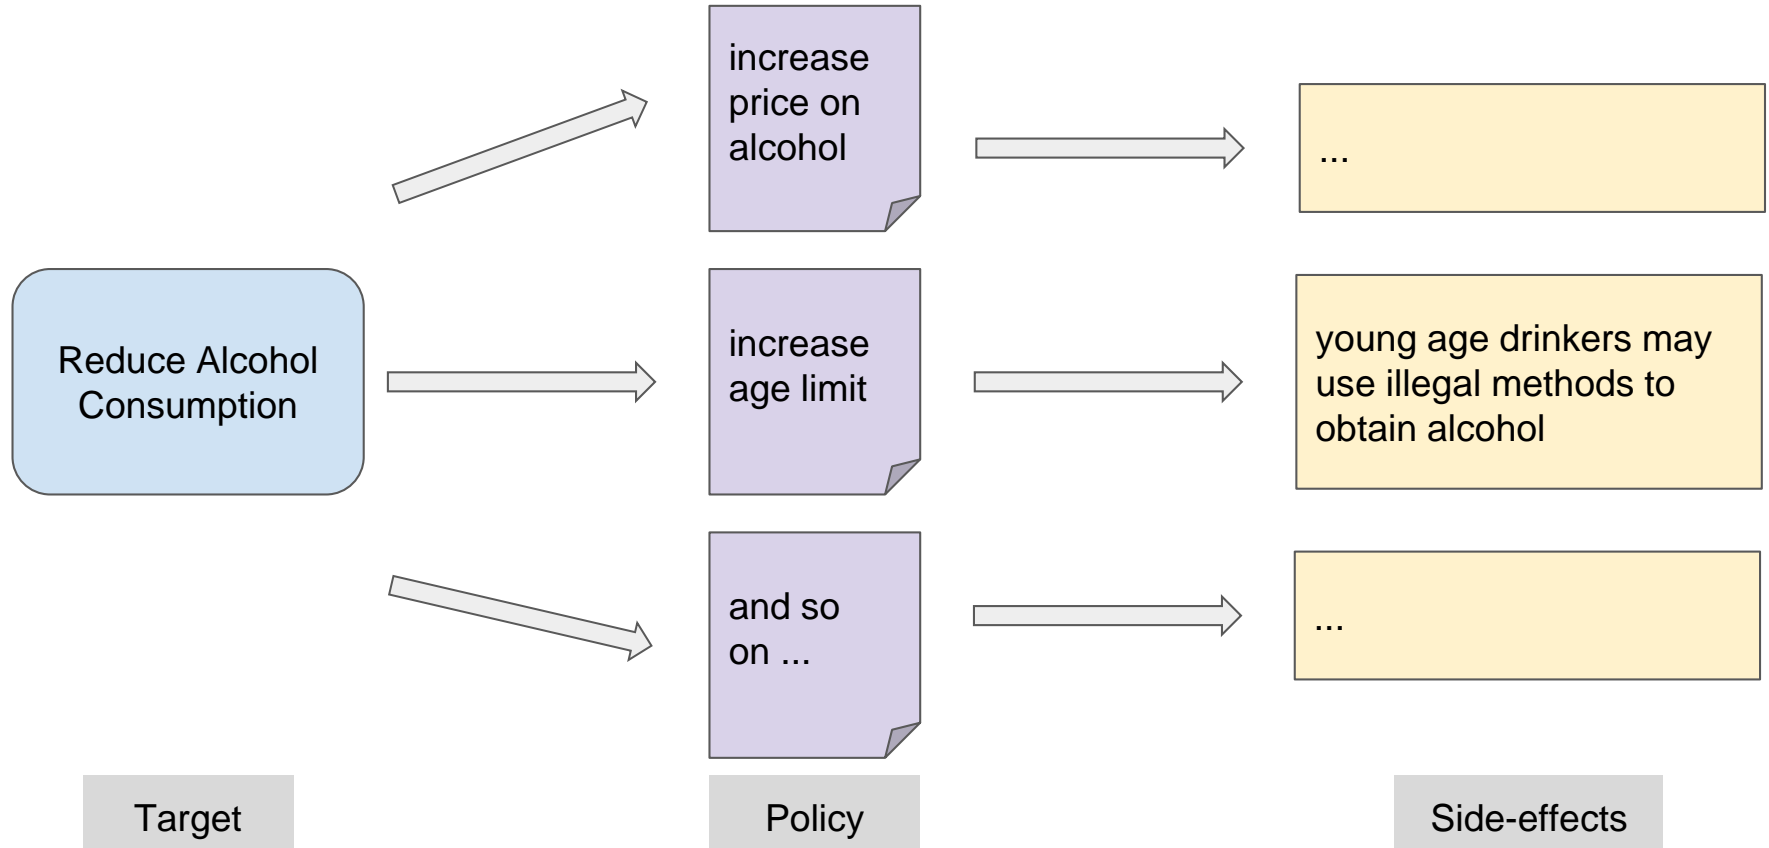 increase
price on
alcohol
...
Reduce Alcohol
Consumption
increase
age limit
young age drinkers may
use illegal methods to
obtain alcohol
and so
on ...
...
Target
Policy
Side-effects